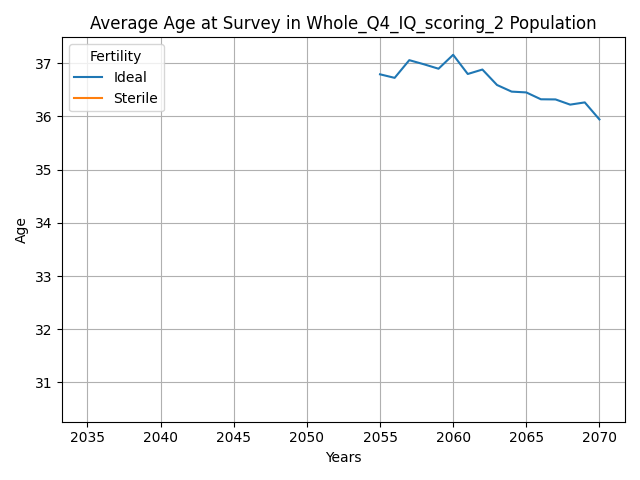 Average Age at Survey in Whole_Q4_IQ_scoring_2 Population
Fertility
Ideal
Sterile
37
36
35
34
33
32
31
Age
2035 2040 2045 2050 2055 2060 2065 2070
Years